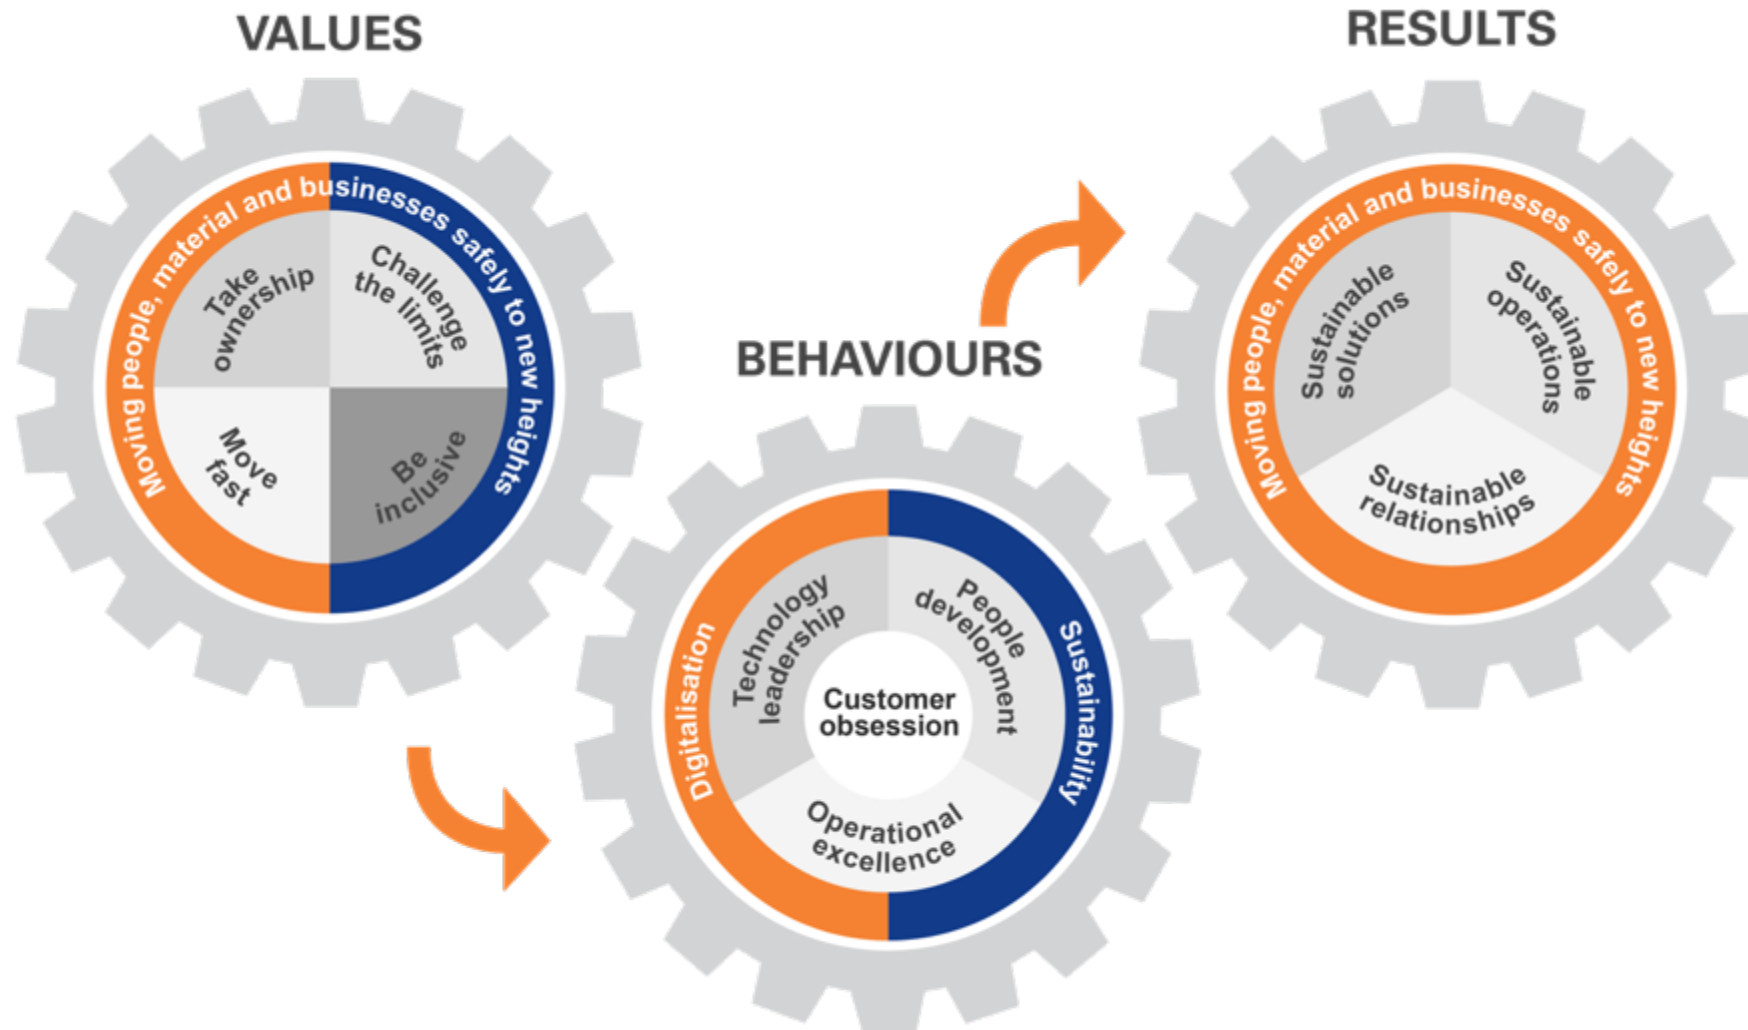 VALUES
Moving people, material and businesses safely to new heights
Take
ownership
Challenge
the limits
Move
fast
Be
inclusive
BEHAVIOURS
Digitalisation
Sustainability
Technology
leadership
People
development
Customer
obsession
Operational
excellence
RESULTS
Moving people, material and businesses safely to new heights
Sustainable
solutions
Sustainable
operations
Sustainable
relationships